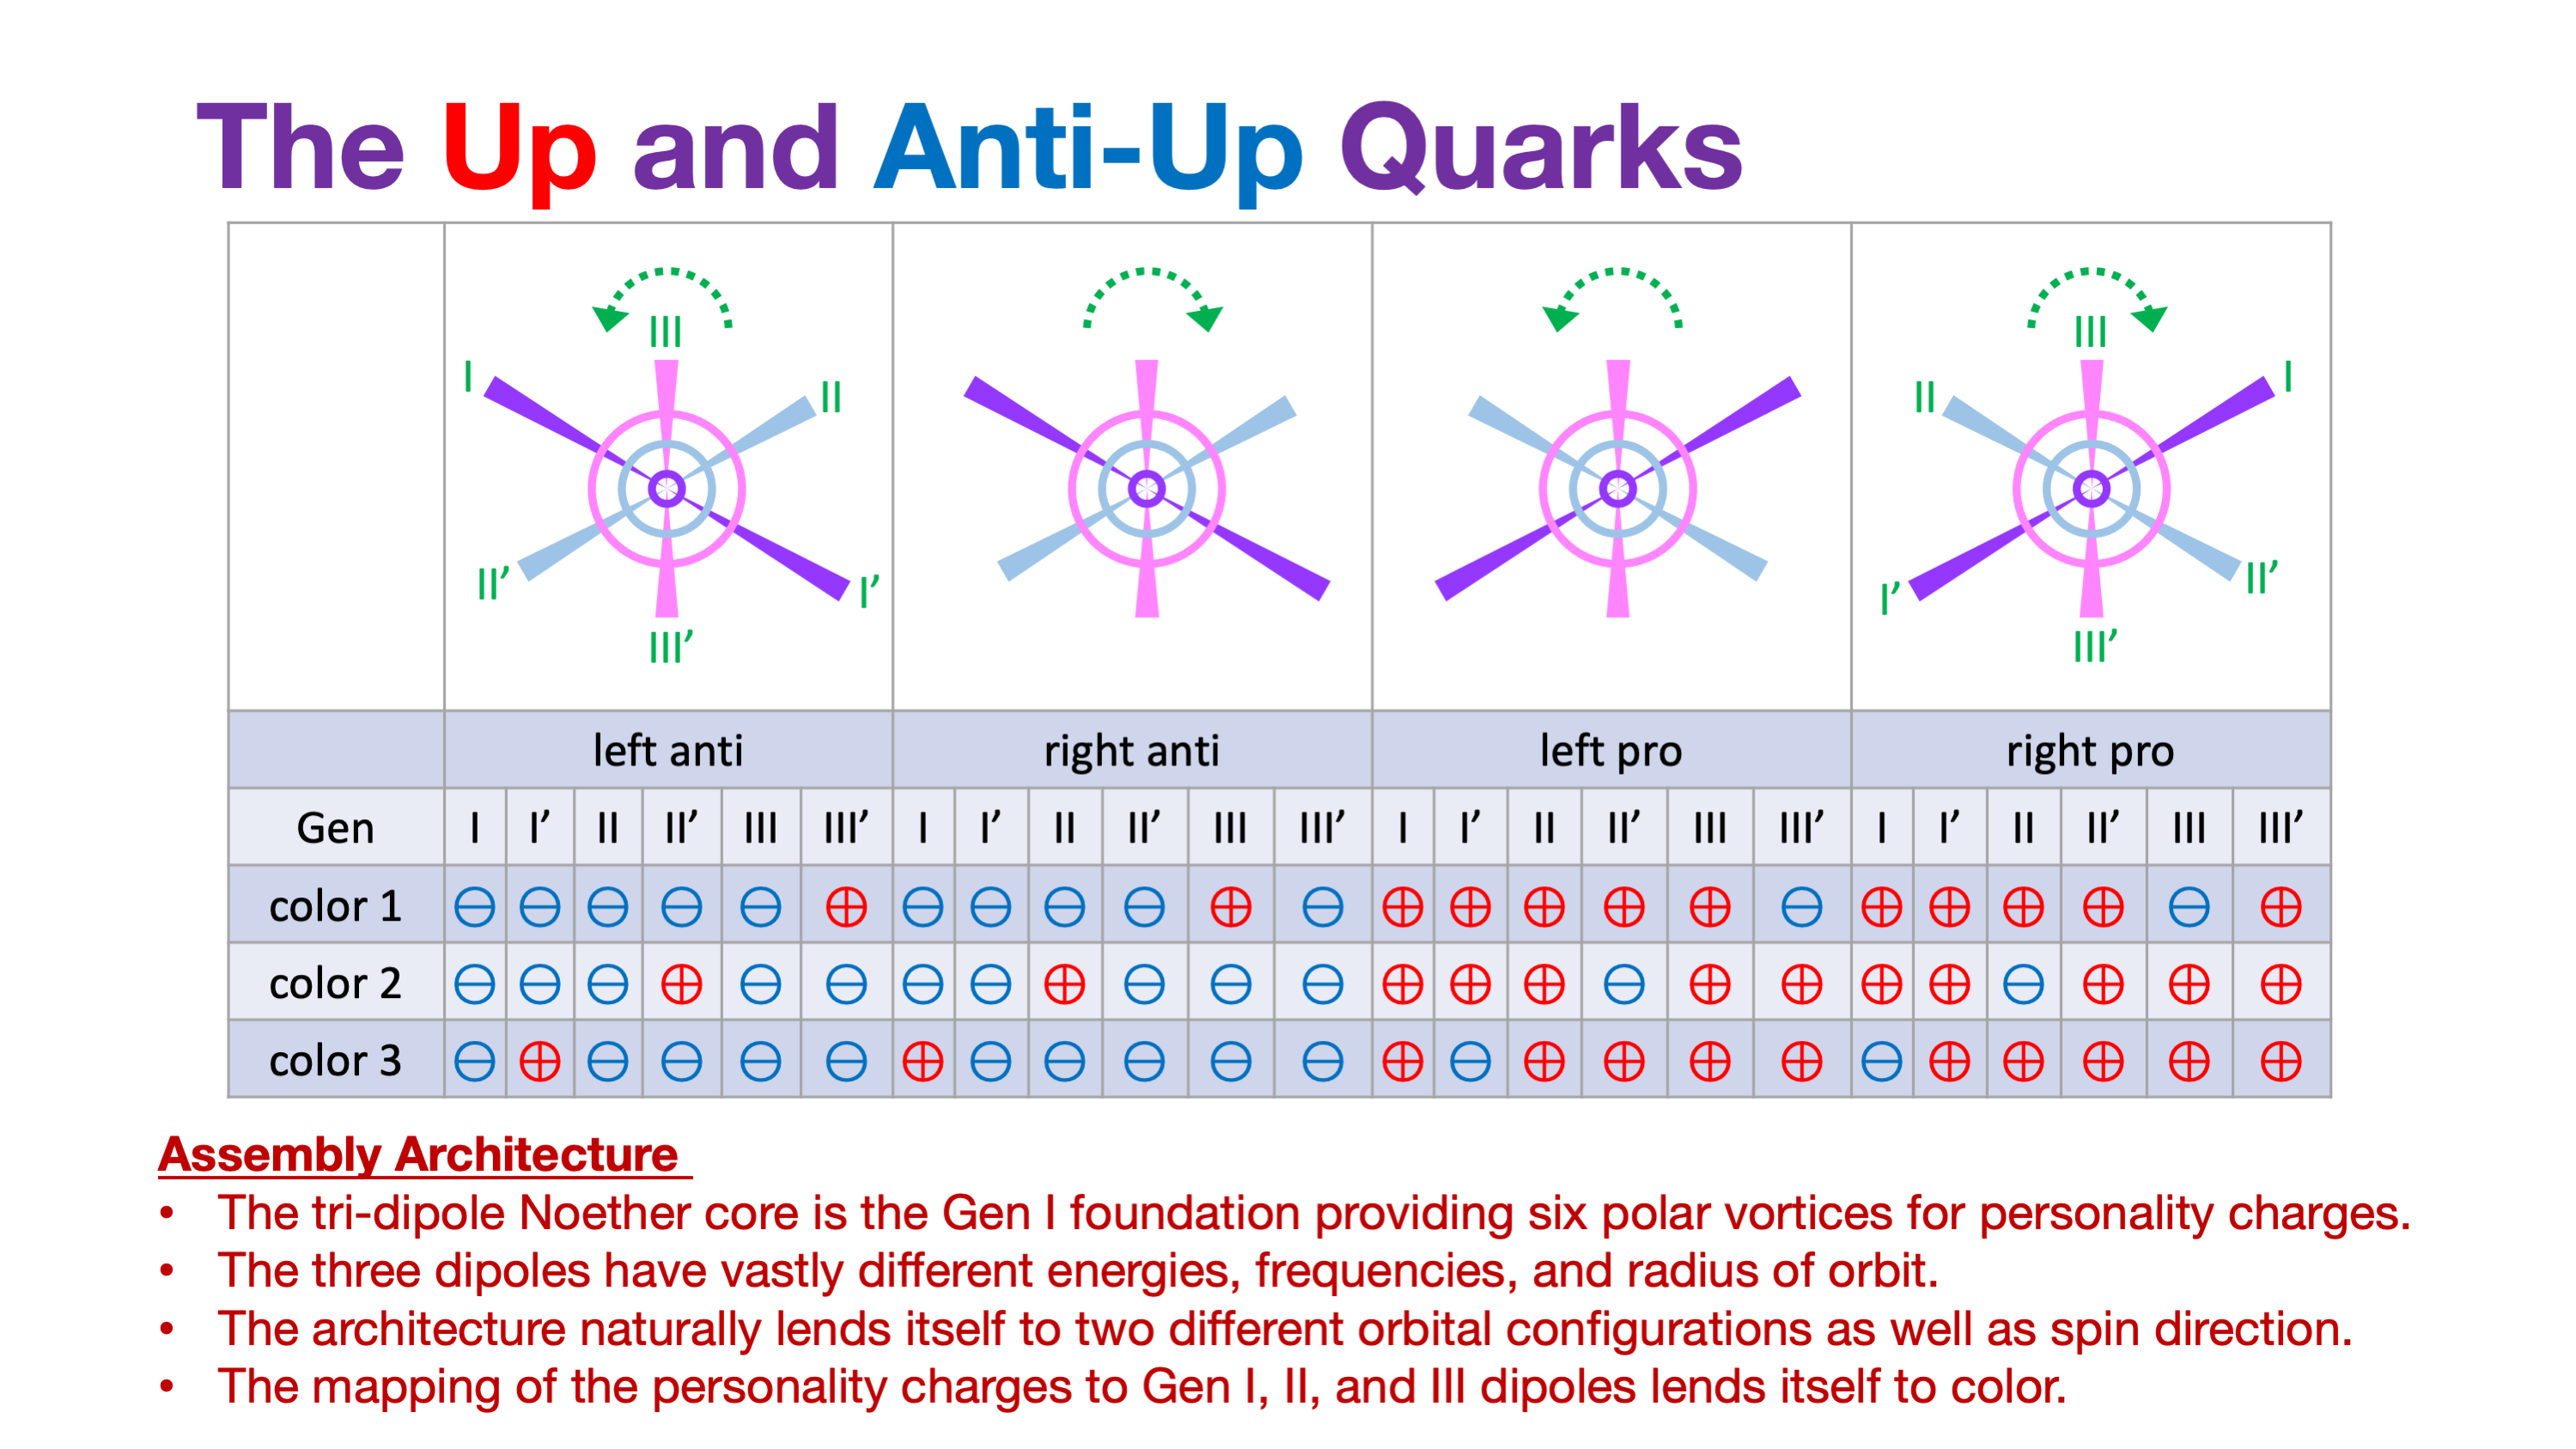 The Up and Anti-Up Quarks
III
I
II
II’
I’
III’
III
II
I
I’
II’
III’
left anti right anti left pro right pro
Gen I I’ II II’ III III’ I I’ II II’ III III’ I I’ II II’ III III’ I I’ II II’ III III’
color 1 ⊖ ⊖ ⊖ ⊖ ⊖ ⊕ ⊖ ⊖ ⊖ ⊖ ⊕ ⊖ ⊕ ⊕ ⊕ ⊕ ⊕ ⊖ ⊕ ⊕ ⊕ ⊕ ⊖ ⊕
color 2 ⊖ ⊖ ⊖ ⊕ ⊖ ⊖ ⊖ ⊖ ⊕ ⊖ ⊖ ⊖ ⊕ ⊕ ⊕ ⊖ ⊕ ⊕ ⊕ ⊕ ⊖ ⊕ ⊕ ⊕
color 3 ⊖ ⊕ ⊖ ⊖ ⊖ ⊖ ⊕ ⊖ ⊖ ⊖ ⊖ ⊖ ⊕ ⊖ ⊕ ⊕ ⊕ ⊕ ⊖ ⊕ ⊕ ⊕ ⊕ ⊕
Assembly Architecture
• The tri-dipole Noether core is the Gen I foundation providing six polar vortices for personality charges.
• The three dipoles have vastly different energies, frequencies, and radius of orbit.
• The architecture naturally lends itself to two different orbital configurations as well as spin direction.
• The mapping of the personality charges to Gen I, II, and III dipoles lends itself to color.